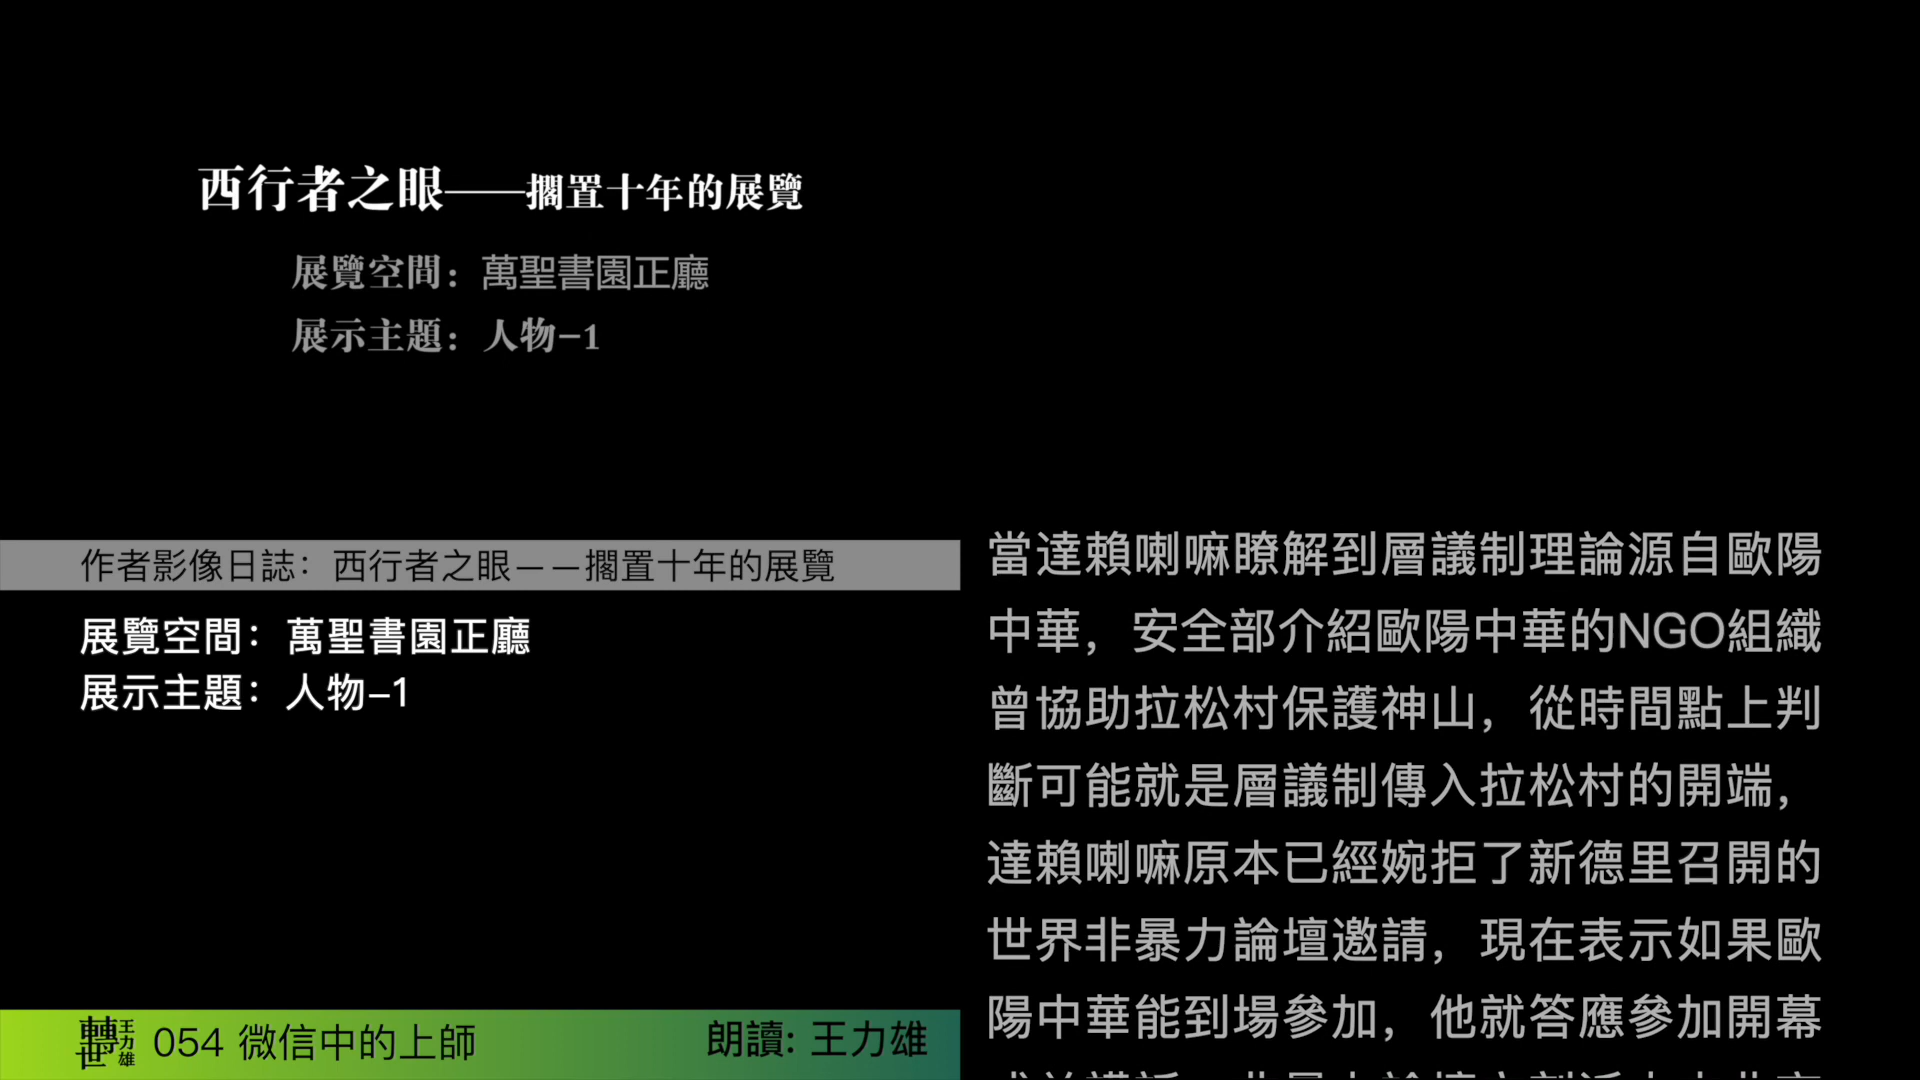 西行者之眼——擱置十年的展覽
展覽空間：萬聖書園正廳
展示主題：人物–1
作者影像日誌：西行者之眼——擱置十年的展覽
展覽空間：萬聖書園正廳
展示主題：人物–1
當達賴喇嘛瞭解到層議制理論源自歐陽
中華，安全部介紹歐陽中華的NGO組織
曾協助拉松村保護神山，從時間點上判
斷可能就是層議制傳入拉松村的開端，
達賴喇嘛原本已經婉拒了新德里召開的
世界非暴力論壇邀請，現在表示如果歐
陽中華能到場參加，他就答應參加開幕
轉世 王力雄
054 微信中的上師
朗讀: 王力雄